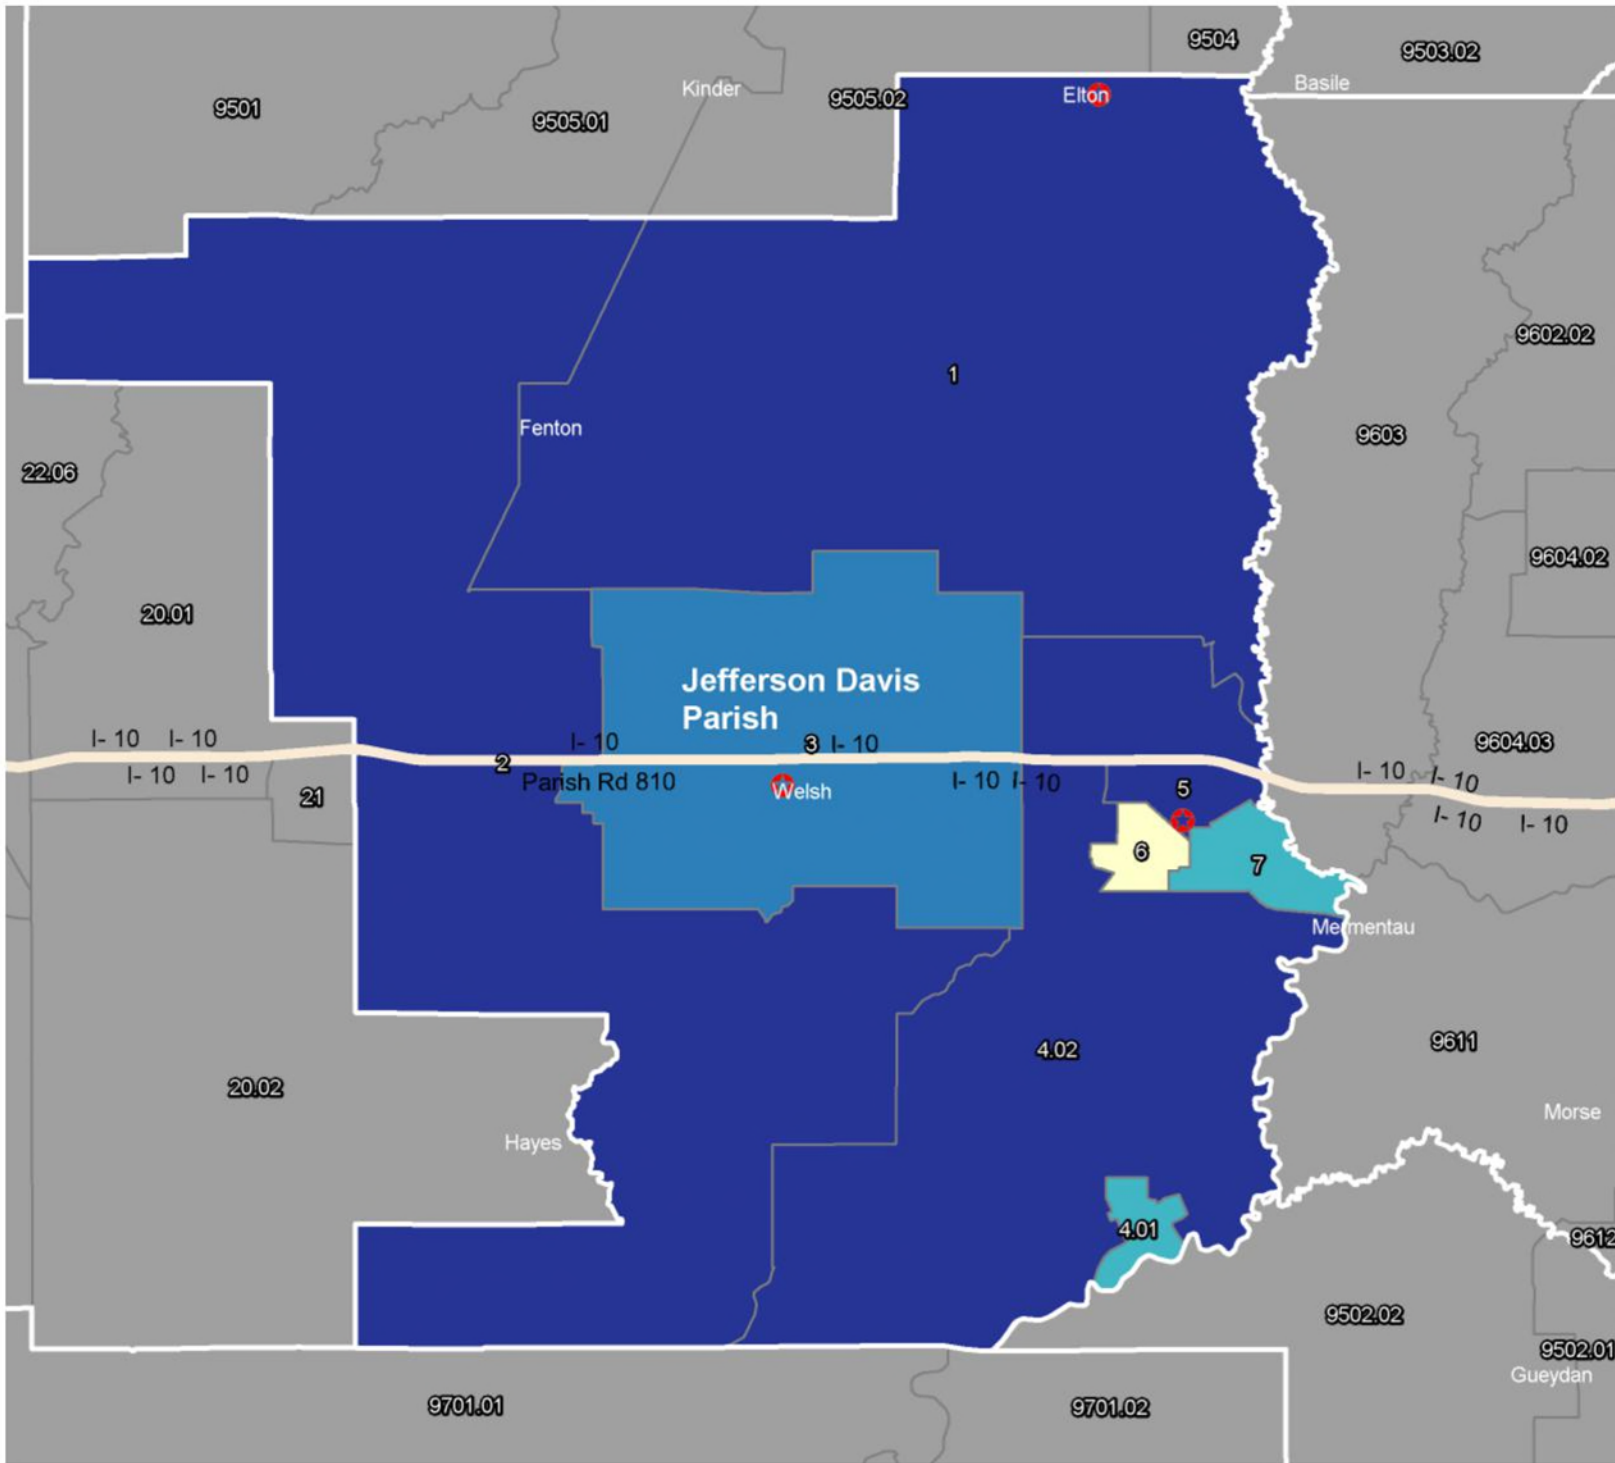 9504
9503.02
Basile
Kinder
Elton
9505.02
9501
9505.01
9602.02
1
Fenton
9603
22.06
9604.02
20.01
Jefferson Davis
Parish
I- 10 I- 10 I- 10 3 I- 10 9604.03
2
I- 10 I- 10 Parish Rd 810 I- 10 I- 10 I- 10 I- 10
21 Welsh 5
I- 10 I- 10
6
7
Mermentau
4.02
9611
20.02
Morse
Hayes
4.01
9612
9502.02
9502.01
Gueydan
9701.01
9701.02